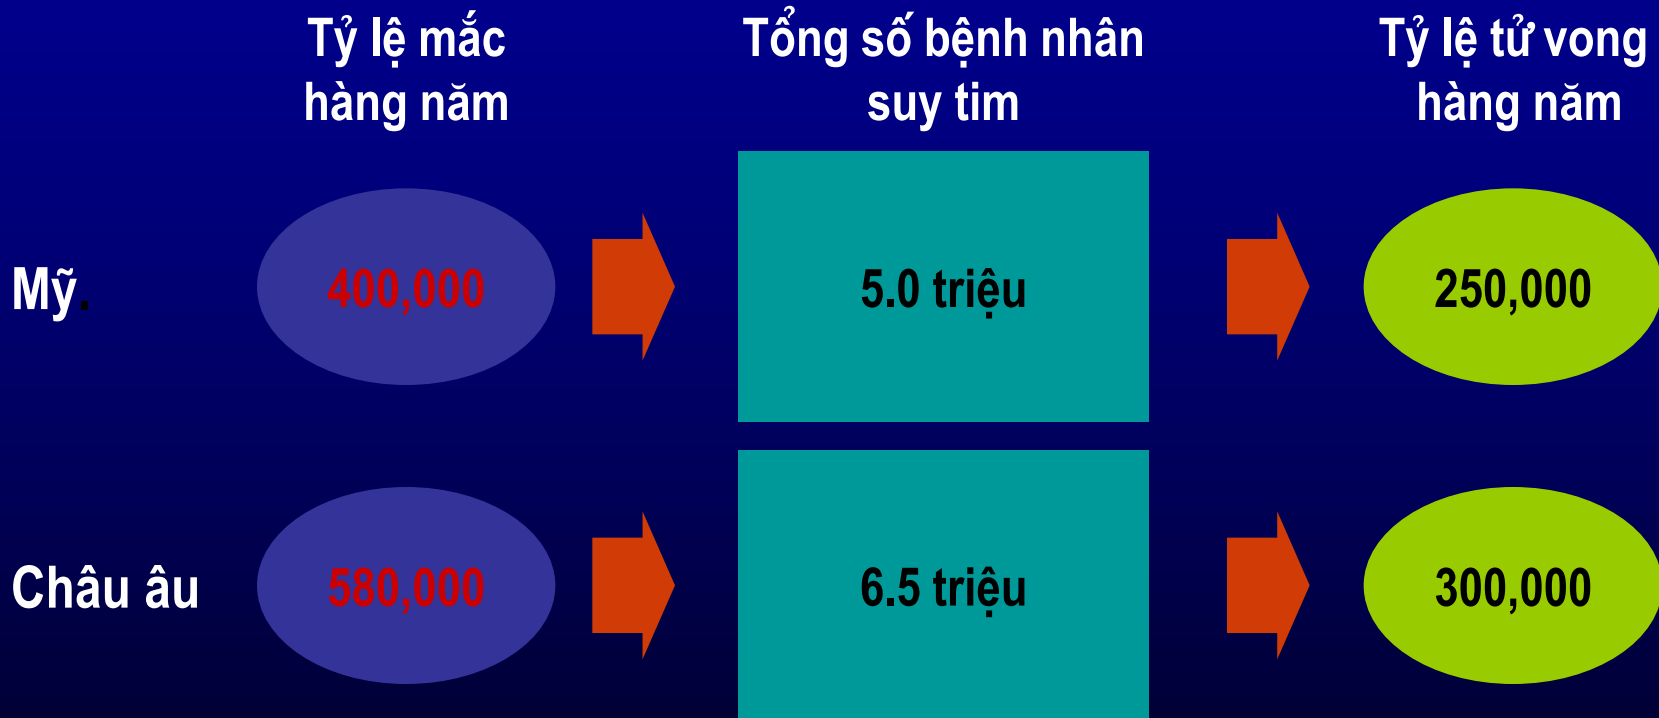 Tỷ lệ mắc
hàng năm
Tổng số bệnh nhân
suy tim
Tỷ lệ tử vong
hàng năm
Mỹ.
400,000
5.0 triệu
250,000
Châu âu
580,000
6.5 triệu
300,000